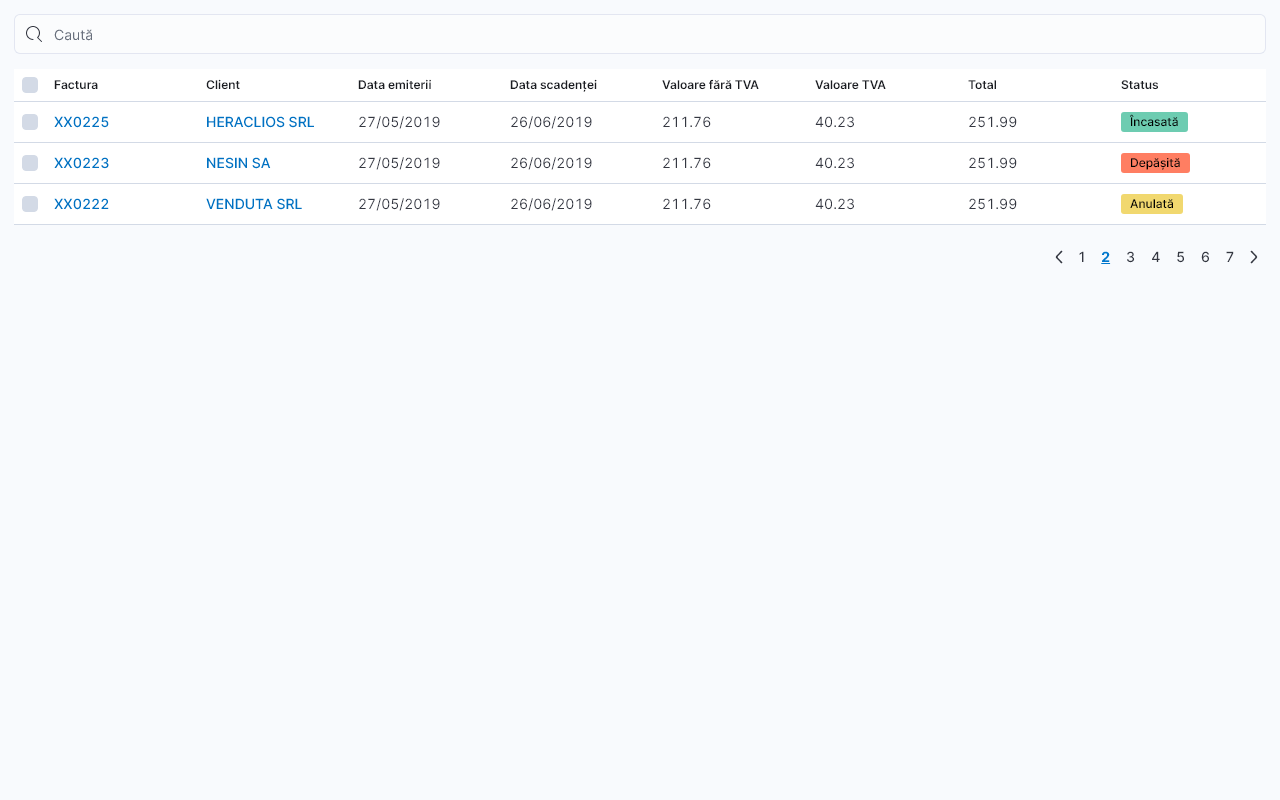 Caută
Factura Client Data emiterii Data scadenței Valoare fără TVA Valoare TVA Total Status
XX0225 HERACLIOS SRL 27/05/2019 26/06/2019 211.76 40.23 251.99 Încasată
XX0223 NESIN SA 27/05/2019 26/06/2019 211.76 40.23 251.99 Depășită
XX0222 VENDUTA SRL 27/05/2019 26/06/2019 211.76 40.23 251.99 Anulată
1 2 3 4 5 6 7